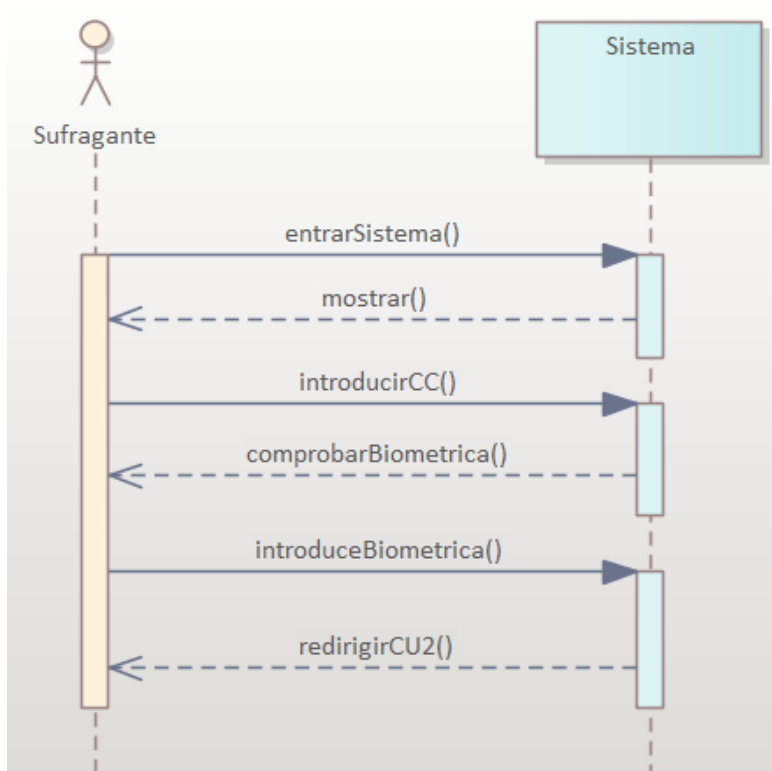 Sistema
Sufragante
entrarSistema()
mostrar()
introducirCC()
comprobarBiometrica()
introduceBiometrica()
redirigirCU2()